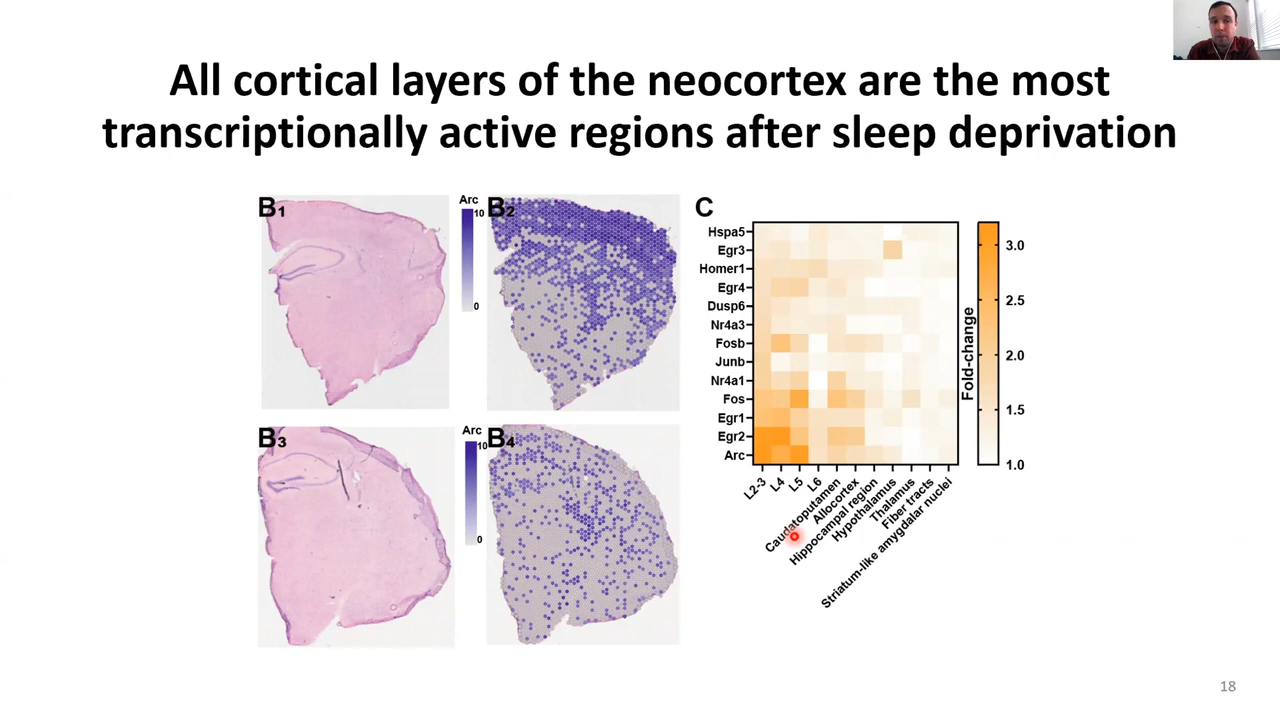 All cortical layers of the neocortex are the most
transcriptionally active regions after sleep deprivation
B₁
Arc
10
0
B₂
B₃
Arc
10
0
B₄
C
Hspa5
Egr3
Homer1
Egr4
Dusp6
Nr4a3
Fosb
Junb
Nr4a1
Fos
Egr1
Egr2
Arc
L2-3
L4
L5
L6
Caudatoputamen
Allocortex
Hippocampal region
Hypothalamus
Thalamus
Fiber tracts
Striatum-like amygdalar nuclei
Fold-change
3.0
2.5
2.0
1.5
1.0
18